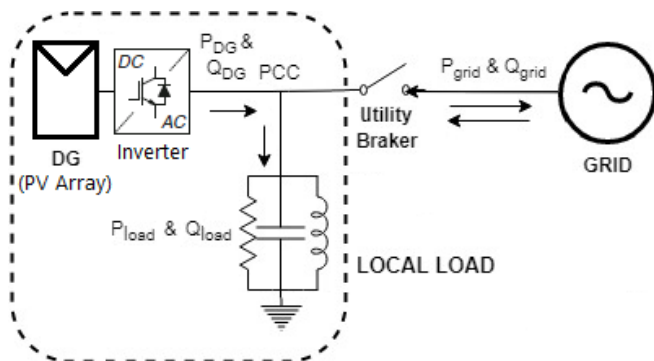 P_DG &
Q_DG PCC
DC
AC
DG
(PV Array)
Inverter
P_grid & Q_grid
Utility
Braker
GRID
P_load & Q_load
LOCAL LOAD